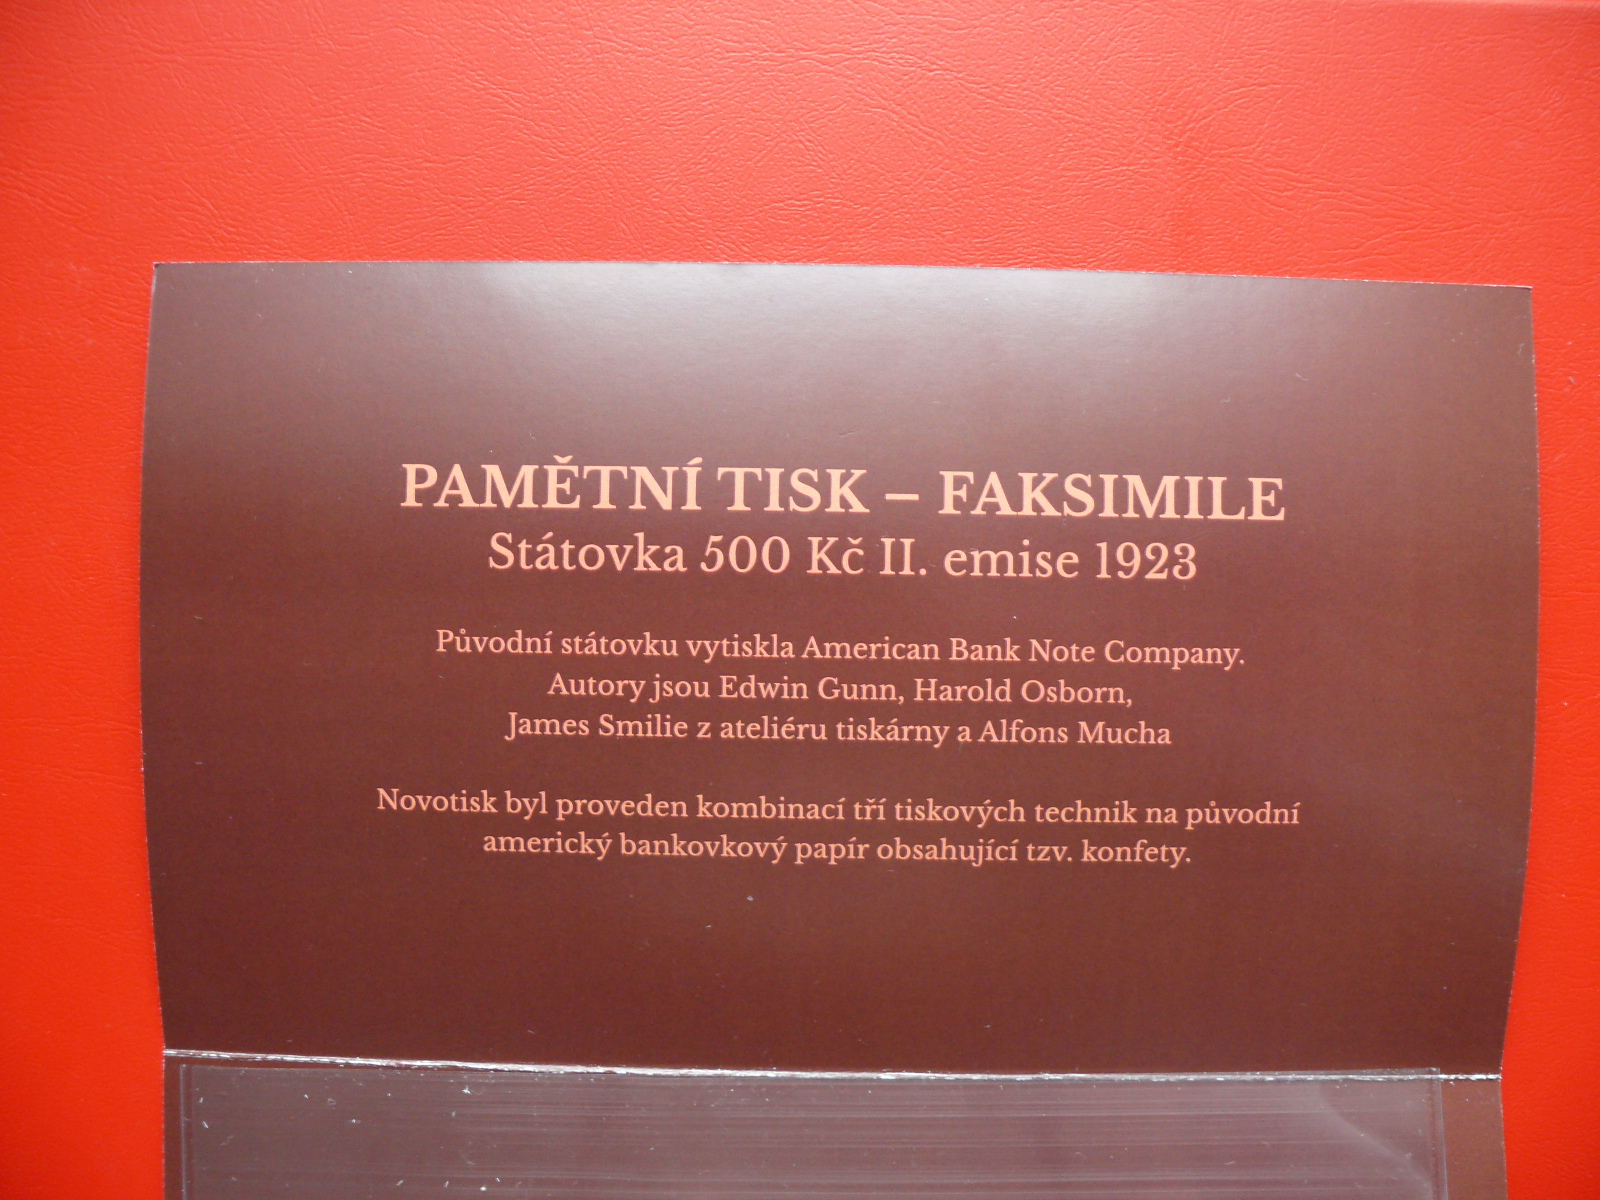 PAMĚTNÍ TISK – FAKSIMILE
Státovka 500 Kč II. emise 1923
Původní státovku vytiskla American Bank Note Company.
Autory jsou Edwin Gunn, Harold Osborn,
James Smilie z ateliéru tiskárny a Alfons Mucha
Novotisk byl proveden kombinací tří tiskových technik na původní
americký bankovkový papír obsahující tzv. konfety.